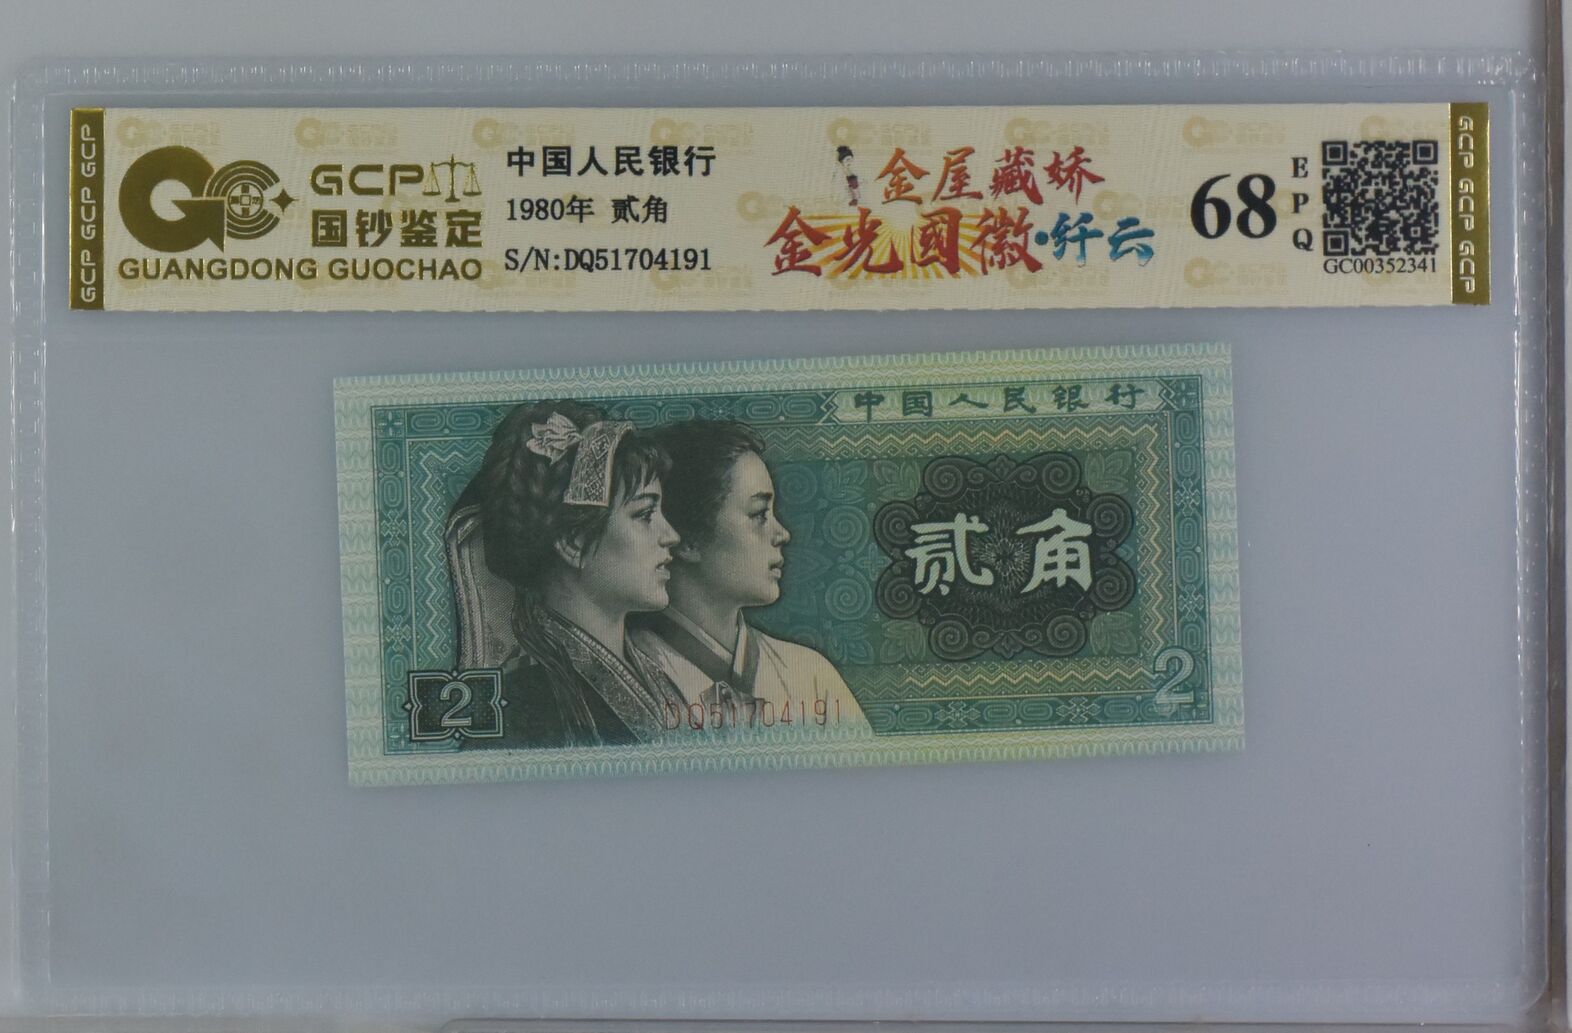 GCP GCP GCP
GCP
国钞鉴定
GUANGDONG GUOCHAO
中国人民银行
1980年 贰角
S/N:DQ51704191
金屋藏娇
金光國徽·纤云
68
EPQ
GC00352341
GCP GCP GCP
中国人民银行
贰角
2
2
DQ51704191